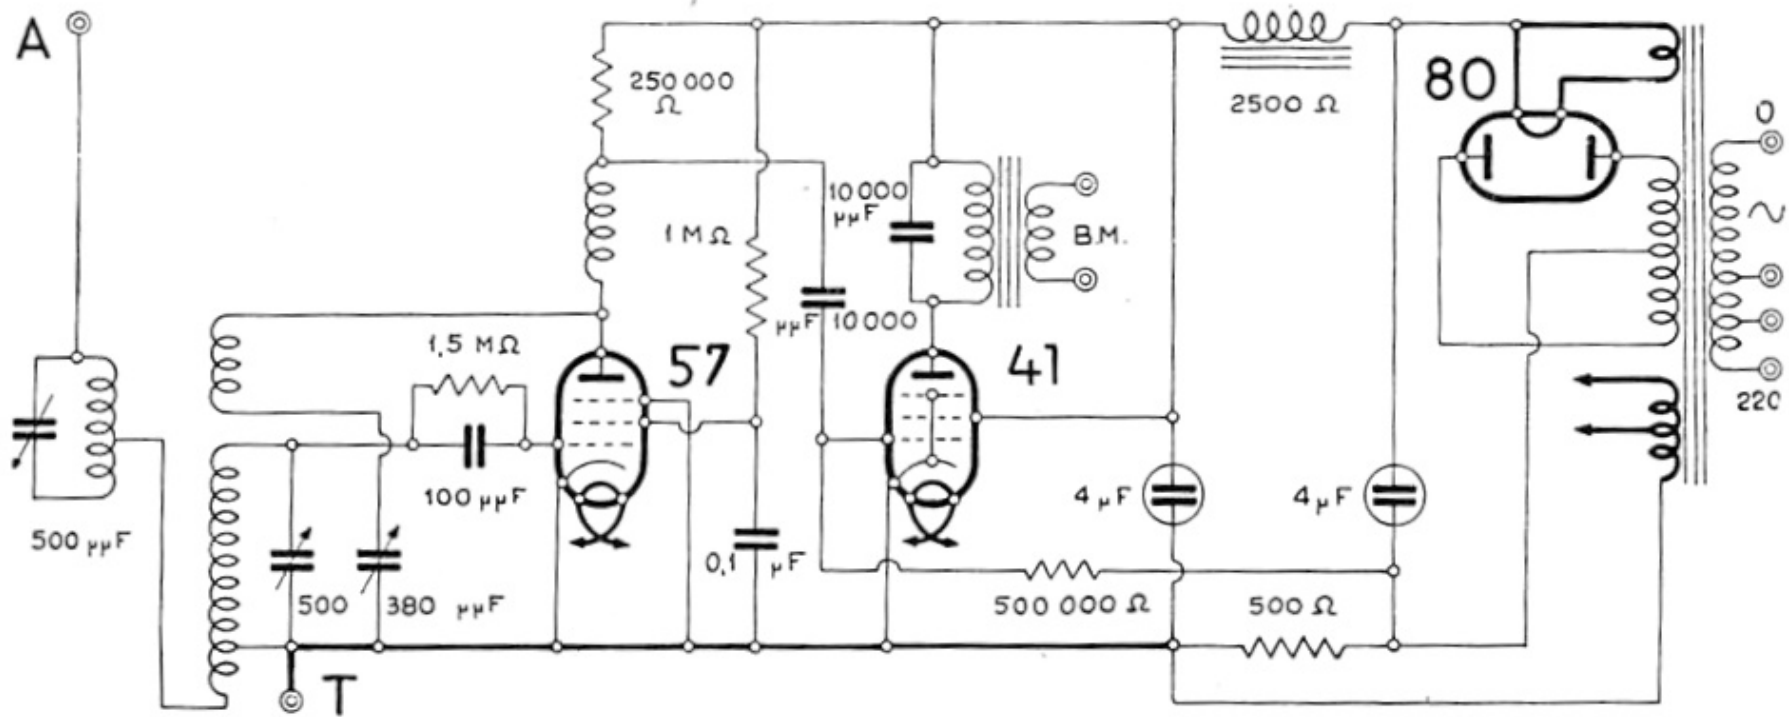 A
250 000
Ω
2500 Ω
80
0
10 000
μμF
1 MΩ
B.M.
∿
μμF 10 000
1,5 MΩ
57
41
220
100 μμF
4 μF
4 μF
500 μμF
0,1 μF
500
380 μμF
500 000 Ω
500 Ω
T